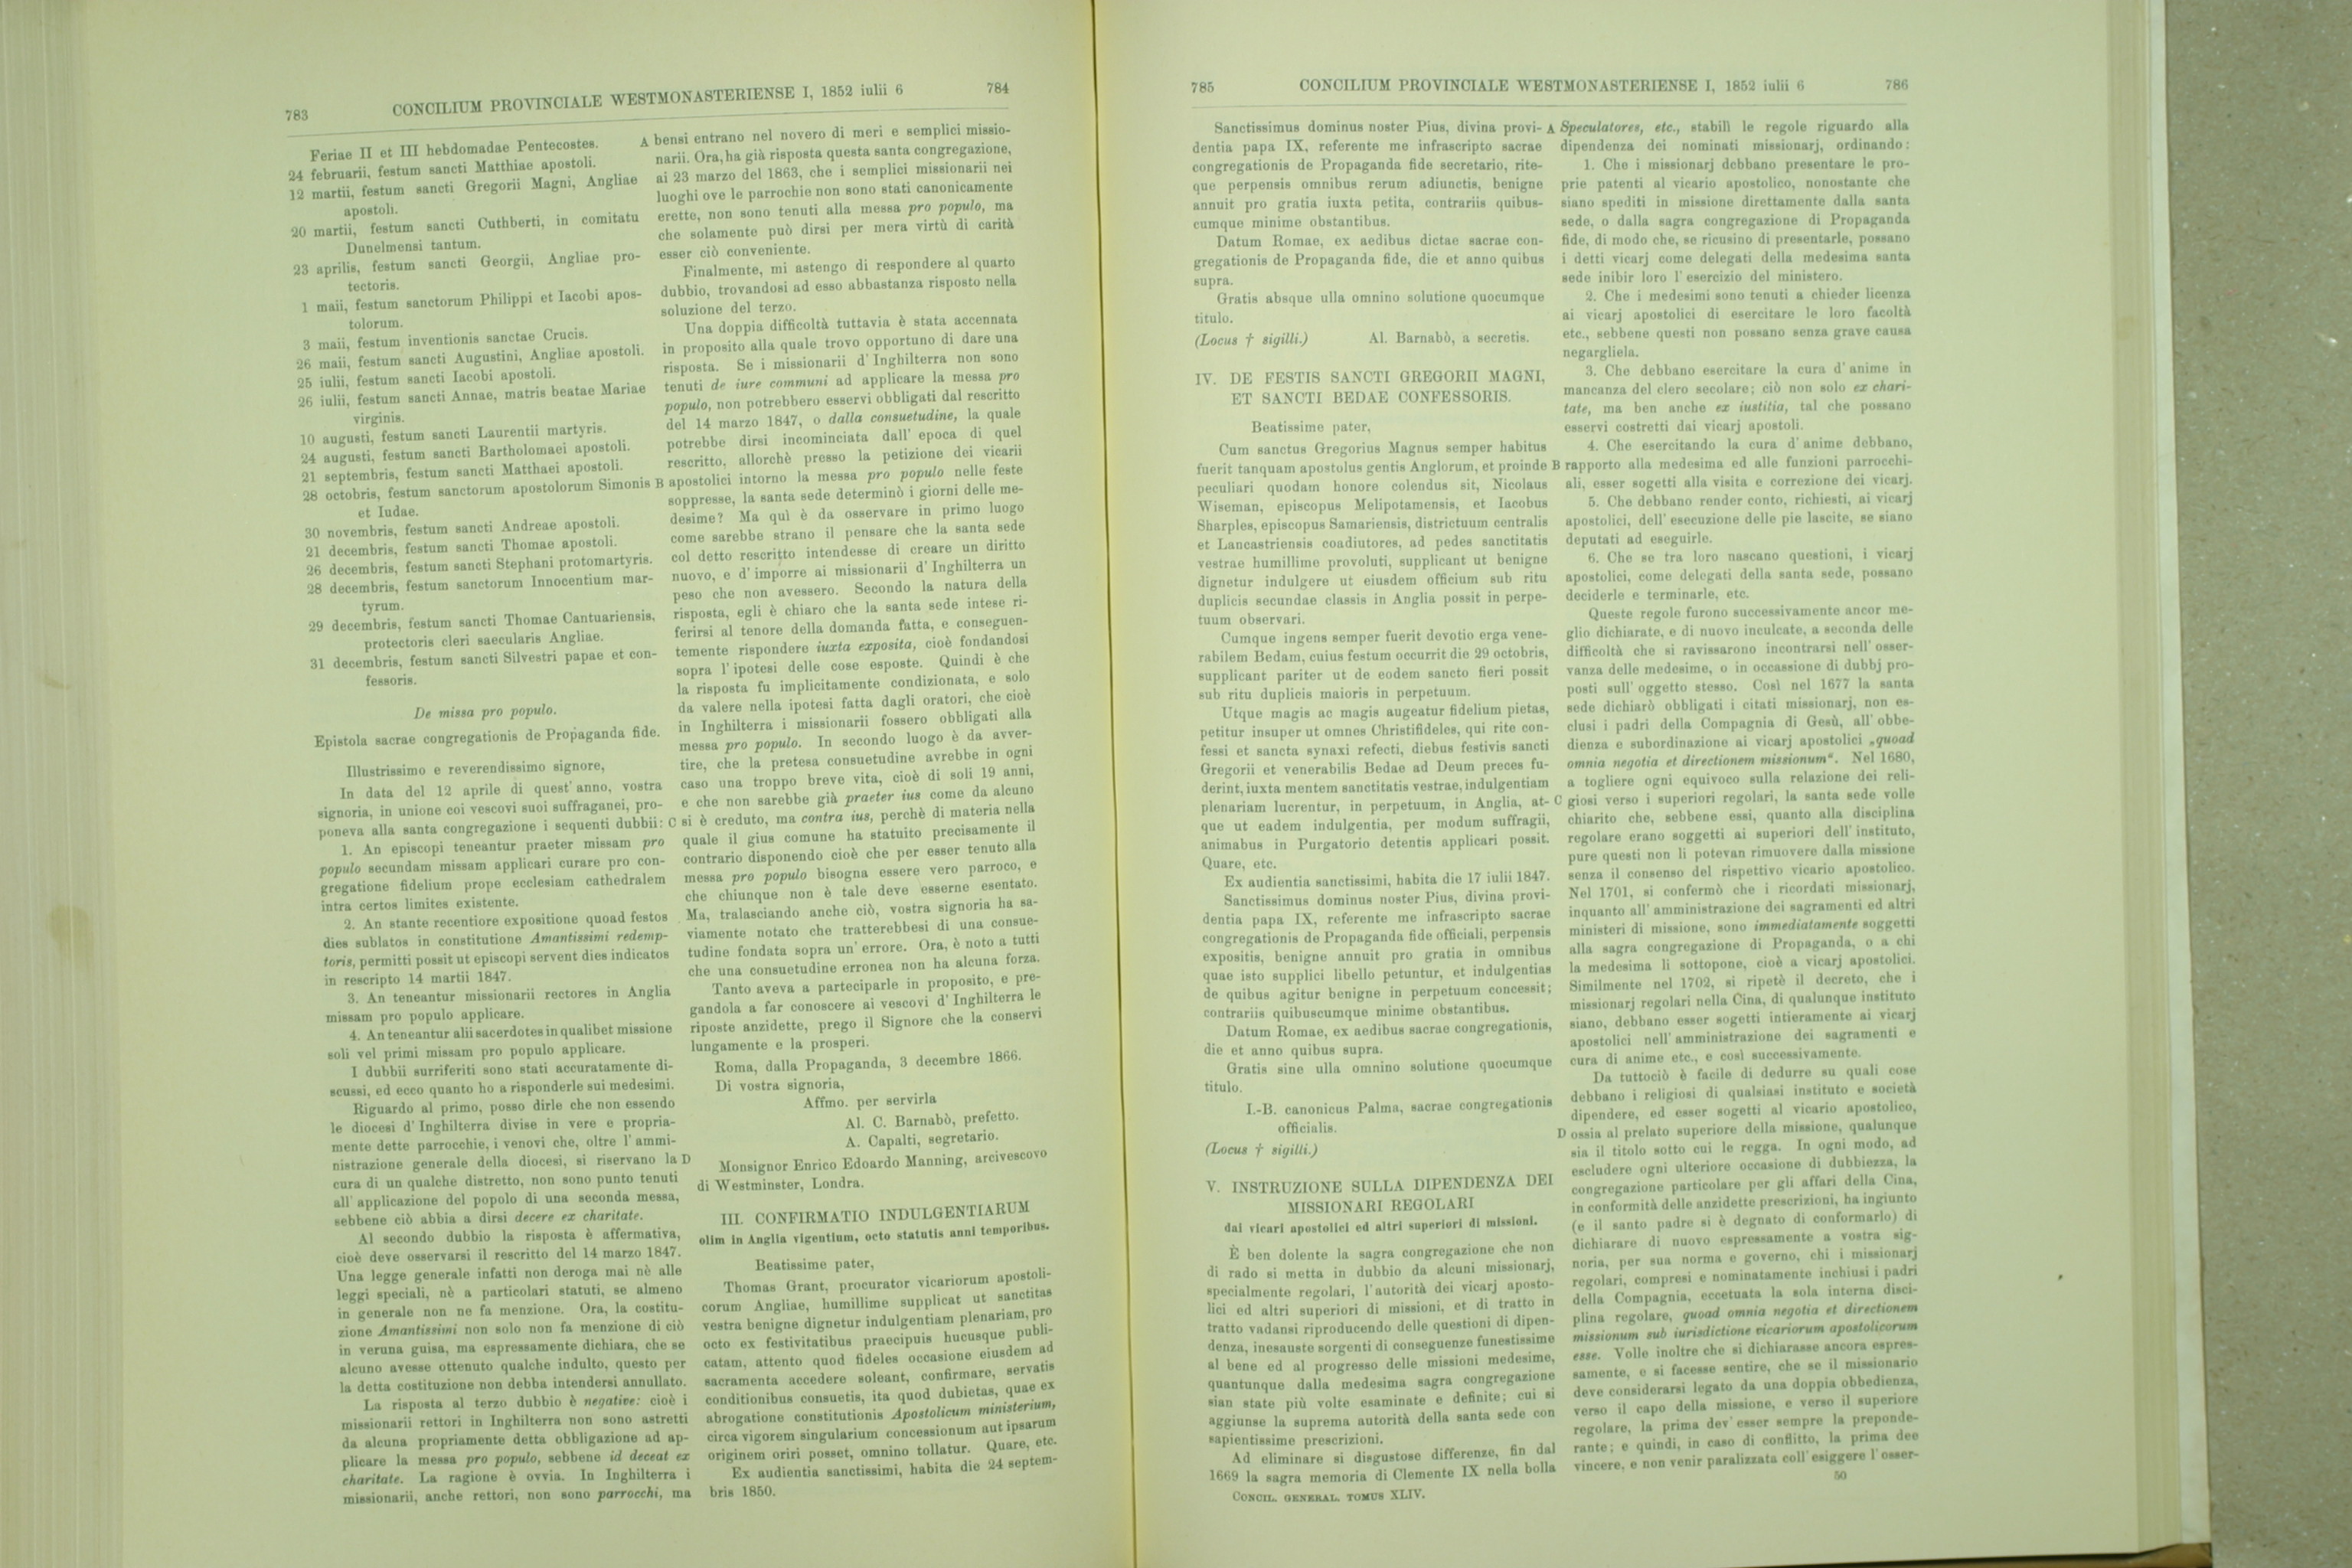 783
CONCILIUM PROVINCIALE WESTMONASTERIENSE I, 1852 iulii 6
784
Feriae II et III hebdomadae Pentecostes.
24 februarii, festum sancti Matthiae apostoli.
12 martii, festum sancti Gregorii Magni, Angliae
apostoli.
20 martii, festum sancti Cuthberti, in comitatu
Dunelmensi tantum.
23 aprilis, festum sancti Georgii, Angliae pro-
tectoris.
1 maii, festum sanctorum Philippi et Iacobi apos-
tolorum.
3 maii, festum inventionis sanctae Crucis.
26 maii, festum sancti Augustini, Angliae apostoli.
25 iulii, festum sancti Iacobi apostoli.
26 iulii, festum sancti Annae, matris beatae Mariae
virginis.
10 augusti, festum sancti Laurentii martyris.
24 augusti, festum sancti Bartholomaei apostoli.
21 septembris, festum sancti Matthaei apostoli.
28 octobris, festum sanctorum apostolorum Simonis
et Iudae.
30 novembris, festum sancti Andreae apostoli.
21 decembris, festum sancti Thomae apostoli.
26 decembris, festum sancti Stephani protomartyris.
28 decembris, festum sanctorum Innocentium mar-
tyrum.
29 decembris, festum sancti Thomae Cantuariensis,
protectoris cleri saecularis Angliae.
31 decembris, festum sancti Silvestri papae et con-
fessoris.
De missa pro populo.
Epistola sacrae congregationis de Propaganda fide.
Illustrissimo e reverendissimo signore,
In data del 12 aprile di quest' anno, vostra
signoria, in unione coi vescovi suoi suffraganei, pro-
poneva alla santa congregazione i sequenti dubbii:
1. An episcopi teneantur praeter missam pro
populo secundam missam applicari curare pro con-
gregatione fidelium prope ecclesiam cathedralem
intra certos limites existente.
2. An stante recentiore expositione quoad festos
dies sublatos in constitutione Amantissimi redemp-
toris, permitti possit ut episcopi servent dies indicatos
in rescripto 14 martii 1847.
3. An teneantur missionarii rectores in Anglia
missam pro populo applicare.
4. An teneantur alii sacerdotes in qualibet missione
soli vel primi missam pro populo applicare.
I dubbii surriferiti sono stati accuratamente di-
scussi, ed ecco quanto ho a risponderle sui medesimi.
Riguardo al primo, posso dirle che non essendo
le diocesi d' Inghilterra divise in vere e propria-
mente dette parrocchie, i venovi che, oltre l' ammi-
nistrazione generale della diocesi, si riservano la
cura di un qualche distretto, non sono punto tenuti
all' applicazione del popolo di una seconda messa,
sebbene ciò abbia a dirsi decere ex charitate.
Al secondo dubbio la risposta è affermativa,
cioè deve osservarsi il rescritto del 14 marzo 1847.
Una legge generale infatti non deroga mai nè alle
leggi speciali, nè a particolari statuti, se almeno
in generale non ne fa menzione. Ora, la costitu-
zione Amantissimi non solo non fa menzione di ciò
in veruna guisa, ma espressamente dichiara, che se
alcuno avesse ottenuto qualche indulto, questo per
la detta costituzione non debba intendersi annullato.
La risposta al terzo dubbio è negative: cioè i
missionarii rettori in Inghilterra non sono astretti
da alcuna propriamente detta obbligazione ad ap-
plicare la messa pro populo, sebbene id deceat ex
charitate. La ragione è ovvia. In Inghilterra i
missionarii, anche rettori, non sono parrocchi, ma
A bensi entrano nel novero di meri e semplici missio-
narii. Ora, ha già risposta questa santa congregazione,
ai 23 marzo del 1863, che i semplici missionarii nei
luoghi ove le parrochie non sono stati canonicamente
erette, non sono tenuti alla messa pro populo, ma
che solamente può dirsi per mera virtù di carità
esser ciò conveniente.
Finalmente, mi astengo di respondere al quarto
dubbio, trovandosi ad esso abbastanza risposto nella
soluzione del terzo.
Una doppia difficoltà tuttavia è stata accennata
in proposito alla quale trovo opportuno di dare una
risposta. Se i missionarii d' Inghilterra non sono
tenuti de iure communi ad applicare la messa pro
populo, non potrebbero esservi obbligati dal rescritto
del 14 marzo 1847, o dalla consuetudine, la quale
potrebbe dirsi incominciata dall' epoca di quel
rescritto, allorchè presso la petizione dei vicarii
B apostolici intorno la messa pro populo nelle feste
soppresse, la santa sede determinò i giorni delle me-
desime? Ma quì è da osservare in primo luogo
come sarebbe strano il pensare che la santa sede
col detto rescritto intendesse di creare un diritto
nuovo, e d' imporre ai missionarii d' Inghilterra un
peso che non avessero. Secondo la natura della
risposta, egli è chiaro che la santa sede intese ri-
ferirsi al tenore della domanda fatta, e conseguen-
temente rispondere iuxta exposita, cioè fondandosi
sopra l' ipotesi delle cose esposte. Quindi è che
la risposta fu implicitamente condizionata, e solo
da valere nella ipotesi fatta dagli oratori, che cioè
in Inghilterra i missionarii fossero obbligati alla
messa pro populo. In secondo luogo è da avver-
tire, che la pretesa consuetudine avrebbe in ogni
caso una troppo breve vita, cioè di soli 19 anni,
e che non sarebbe già praeter ius come da alcuno
C si è creduto, ma contra ius, perchè di materia nella
quale il gius comune ha statuito precisamente il
contrario disponendo cioè che per esser tenuto alla
messa pro populo bisogna essere vero parroco, e
che chiunque non è tale deve esserne esentato.
Ma, tralasciando anche ciò, vostra signoria ha sa-
viamente notato che tratterebbesi di una consue-
tudine fondata sopra un' errore. Ora, è noto a tutti
che una consuetudine erronea non ha alcuna forza.
Tanto aveva a parteciparle in proposito, e pre-
gandola a far conoscere ai vescovi d' Inghilterra le
riposte anzidette, prego il Signore che la conservi
lungamente e la prosperi.
Roma, dalla Propaganda, 3 decembre 1866.
Di vostra signoria,
Affmo. per servirla
Al. C. Barnabò, prefetto.
A. Capalti, segretario.
D
Monsignor Enrico Edoardo Manning, arcivescovo
di Westminster, Londra.
III. CONFIRMATIO INDULGENTIARUM
olim in Anglia vigentium, octo statutis anni temporibus.
Beatissime pater,
Thomas Grant, procurator vicariorum apostoli-
corum Angliae, humillime supplicat ut sanctitas
vestra benigne dignetur indulgentiam plenariam, pro
octo ex festivitatibus praecipuis hucusque publi-
catam, attento quod fideles occasione eiusdem ad
sacramenta accedere soleant, confirmare, servatis
conditionibus consuetis, ita quod dubietas, quae ex
abrogatione constitutionis Apostolicum ministerium,
circa vigorem singularium concessionum aut ipsarum
originem oriri posset, omnino tollatur. Quare, etc.
Ex audientia sanctissimi, habita die 24 septem-
bris 1850.
785
CONCILIUM PROVINCIALE WESTMONASTERIENSE I, 1852 iulii 6
786
Sanctissimus dominus noster Pius, divina provi-
dentia papa IX, referente me infrascripto sacrae
congregationis de Propaganda fide secretario, rite-
que perpensis omnibus rerum adiunctis, benigne
annuit pro gratia iuxta petita, contrariis quibus-
cumque minime obstantibus.
Datum Romae, ex aedibus dictae sacrae con-
gregationis de Propaganda fide, die et anno quibus
supra.
Gratis absque ulla omnino solutione quocumque
titulo.
(Locus † sigilli.) Al. Barnabò, a secretis.
IV. DE FESTIS SANCTI GREGORII MAGNI,
ET SANCTI BEDAE CONFESSORIS.
Beatissime pater,
Cum sanctus Gregorius Magnus semper habitus
fuerit tanquam apostolus gentis Anglorum, et proinde
peculiari quodam honore colendus sit, Nicolaus
Wiseman, episcopus Melipotamensis, et Iacobus
Sharples, episcopus Samariensis, districtuum centralis
et Lancastriensis coadiutores, ad pedes sanctitatis
vestrae humillime provoluti, supplicant ut benigne
dignetur indulgere ut eiusdem officium sub ritu
duplicis secundae classis in Anglia possit in perpe-
tuum observari.
Cumque ingens semper fuerit devotio erga vene-
rabilem Bedam, cuius festum occurrit die 29 octobris,
supplicant pariter ut de eodem sancto fieri possit
sub ritu duplicis maioris in perpetuum.
Utque magis ac magis augeatur fidelium pietas,
petitur insuper ut omnes Christifideles, qui rite con-
fessi et sancta synaxi refecti, diebus festivis sancti
Gregorii et venerabilis Bedae ad Deum preces fu-
derint, iuxta mentem sanctitatis vestrae, indulgentiam
plenariam lucrentur, in perpetuum, in Anglia, at-
que ut eadem indulgentia, per modum suffragii,
animabus in Purgatorio detentis applicari possit.
Quare, etc.
Ex audientia sanctissimi, habita die 17 iulii 1847.
Sanctissimus dominus noster Pius, divina provi-
dentia papa IX, referente me infrascripto sacrae
congregationis de Propaganda fide officiali, perpensis
expositis, benigne annuit pro gratia in omnibus
quae isto supplici libello petuntur, et indulgentias
de quibus agitur benigne in perpetuum concessit;
contrariis quibuscumque minime obstantibus.
Datum Romae, ex aedibus sacrae congregationis,
die et anno quibus supra.
Gratis sine ulla omnino solutione quocumque
titulo.
I.-B. canonicus Palma, sacrae congregationis
officialis.
(Locus † sigilli.)
V. INSTRUZIONE SULLA DIPENDENZA DEI
MISSIONARI REGOLARI
dai vicari apostolici ed altri superiori di missioni.
È ben dolente la sagra congregazione che non
di rado si metta in dubbio da alcuni missionarj,
specialmente regolari, l'autorità dei vicarj aposto-
lici ed altri superiori di missioni, et di tratto in
tratto vadansi riproducendo delle questioni di dipen-
denza, inesauste sorgenti di conseguenze funestissime
al bene ed al progresso delle missioni medesime,
quantunque dalla medesima sagra congregazione
sian state più volte esaminate e definite; cui si
aggiunse la suprema autorità della santa sede con
sapientissime prescrizioni.
Ad eliminare si disgustose differenze, fin dal
1669 la sagra memoria di Clemente IX nella bolla
CONCIL. GENERAL. TOMUS XLIV.
A Speculatores, etc., stabilì le regole riguardo alla
dipendenza dei nominati missionarj, ordinando:
1. Che i missionarj debbano presentare le pro-
prie patenti al vicario apostolico, nonostante che
siano spediti in missione direttamente dalla santa
sede, o dalla sagra congregazione di Propaganda
fide, di modo che, se ricusino di presentarle, possano
i detti vicarj come delegati della medesima santa
sede inibir loro l' esercizio del ministero.
2. Che i medesimi sono tenuti a chieder licenza
ai vicarj apostolici di esercitare le loro facoltà
etc., sebbene questi non possano senza grave causa
negargliela.
3. Che debbano esercitare la cura d' anime in
mancanza del clero secolare; ciò non solo ex chari-
tate, ma ben anche ex iustitia, tal che possano
esservi costretti dai vicarj apostoli.
4. Che esercitando la cura d' anime debbano,
B rapporto alla medesima ed alle funzioni parrocchi-
ali, esser sogetti alla visita e correzione dei vicarj.
5. Che debbano render conto, richiesti, ai vicarj
apostolici, dell' esecuzione delle pie lascite, se siano
deputati ad eseguirle.
6. Che se tra loro nascano questioni, i vicarj
apostolici, come delegati della santa sede, possano
deciderle e terminarle, etc.
Queste regole furono successivamente ancor me-
glio dichiarate, e di nuovo inculcate, a seconda delle
difficoltà che si ravissarono incontrarsi nell' osser-
vanza delle medesime, o in occassione di dubbj pro-
posti sull' oggetto stesso. Così nel 1677 la santa
sede dichiarò obbligati i citati missionarj, non es-
clusi i padri della Compagnia di Gesù, all' obbe-
dienza e subordinazione ai vicarj apostolici „quoad
omnia negotia et directionem missionum“. Nel 1680,
a togliere ogni equivoco sulla relazione dei reli-
C giosi verso i superiori regolari, la santa sede volle
chiarito che, sebbene essi, quanto alla disciplina
regolare erano soggetti ai superiori dell' instituto,
pure questi non li potevan rimuovere dalla missione
senza il consenso del rispettivo vicario apostolico.
Nel 1701, si confermò che i ricordati missionarj,
inquanto all' amministrazione dei sagramenti ed altri
ministeri di missione, sono immediatamente soggetti
alla sagra congregazione di Propaganda, o a chi
la medesima li sottopone, cioè a vicarj apostolici.
Similmente nel 1702, si ripetè il decreto, che i
missionarj regolari nella Cina, di qualunque instituto
siano, debbano esser sogetti intieramente ai vicarj
apostolici nell' amministrazione dei sagramenti e
cura di anime etc., e così successivamente.
Da tuttociò è facile di dedurre su quali cose
debbano i religiosi di qualsiasi instituto e società
dipendere, ed esser sogetti al vicario apostolico,
D ossia al prelato superiore della missione, qualunque
sia il titolo sotto cui le regga. In ogni modo, ad
escludere ogni ulteriore occasione di dubbiezza, la
congregazione particolare per gli affari della Cina,
in conformità delle anzidette prescrizioni, ha ingiunto
(e il santo padre si è degnato di conformarlo) di
dichiarare di nuovo espressamente a vostra sig-
noria, per sua norma e governo, chi i missionarj
regolari, compresi e nominatamente inchiusi i padri
della Compagnia, eccetuata la sola interna disci-
plina regolare, quoad omnia negotia et directionem
missionum sub iurisdictione vicariorum apostolicorum
esse. Volle inoltre che si dichiarasse ancora espres-
samente, e si facesse sentire, che se il missionario
deve considerarsi legato da una doppia obbedienza,
verso il capo della missione, e verso il superiore
regolare, la prima dev' esser sempre la preponde-
rante; e quindi, in caso di conflitto, la prima dee
vincere, e non venir paralizzata coll' esiggere l' osser-
50